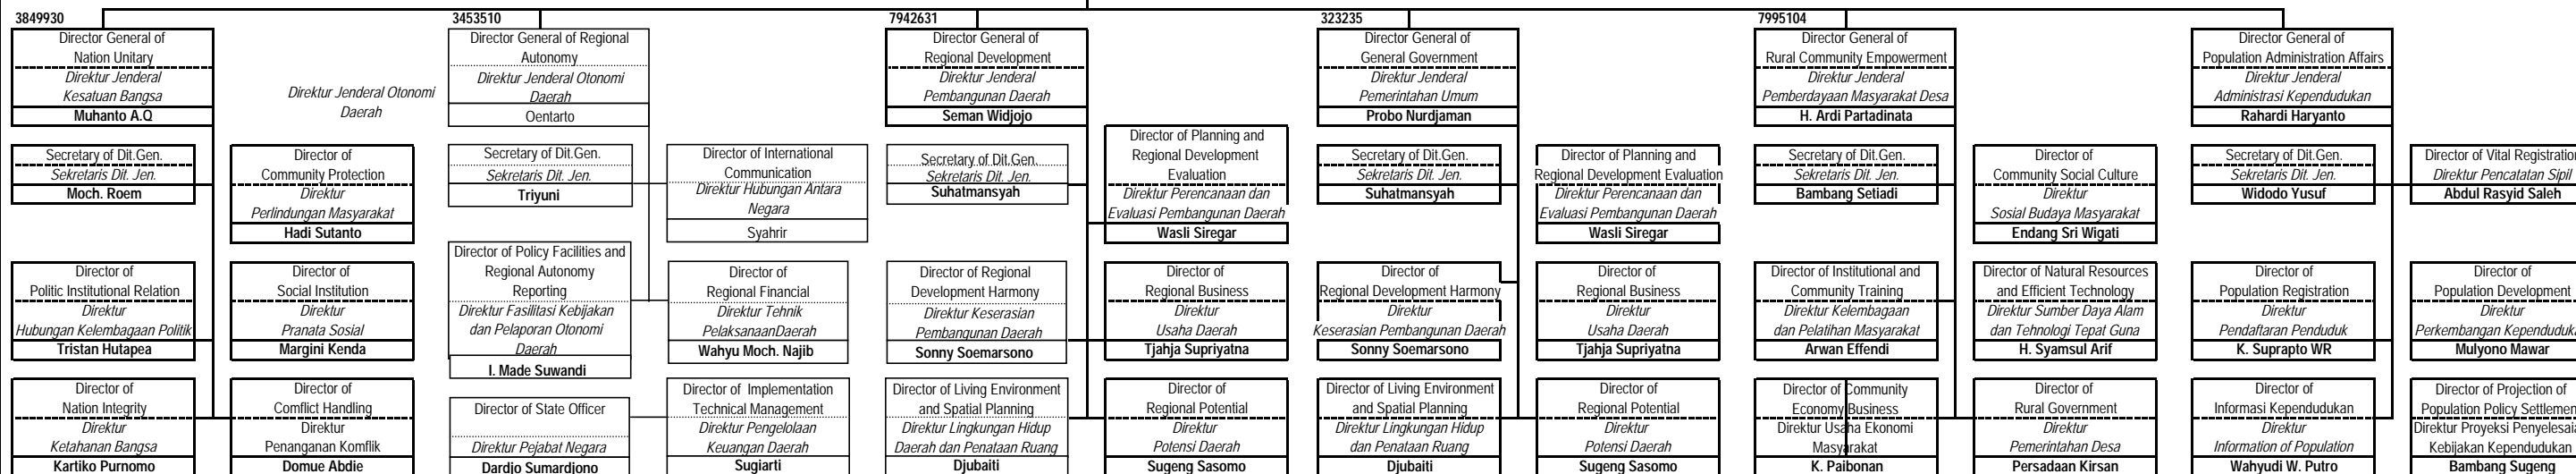 3849930
Director General of
Nation Unitary
Direktur Jenderal
Kesatuan Bangsa
Muhanto A.Q
Secretary of Dit.Gen.
Sekretaris Dit. Jen.
Moch. Roem
Director of
Community Protection
Direktur
Perlindungan Masyarakat
Hadi Sutanto
Director of
Politic Institutional Relation
Direktur
Hubungan Kelembagaan Politik
Tristan Hutapea
Director of
Social Institution
Direktur
Pranata Sosial
Margini Kenda
Director of
Nation Integrity
Direktur
Ketahanan Bangsa
Kartiko Purnomo
Director of
Comflict Handling
Direktur
Penanganan Komflik
Domue Abdie
Direktur Jenderal Otonomi
Daerah
3453510
Director General of Regional
Autonomy
Direktur Jenderal Otonomi
Daerah
Oentarto
Secretary of Dit.Gen.
Sekretaris Dit. Jen.
Triyuni
Director of International
Communication
Direktur Hubungan Antara
Negara
Syahrir
Director of Policy Facilities and
Regional Autonomy
Reporting
Direktur Fasilitasi Kebijakan
dan Pelaporan Otonomi
Daerah
I. Made Suwandi
Director of
Regional Financial
Direktur Tehnik
PelaksanaanDaerah
Wahyu Moch. Najib
Director of State Officer
Direktur Pejabat Negara
Dardjo Sumardjono
Director of Implementation
Technical Management
Direktur Pengelolaan
Keuangan Daerah
Sugiarti
7942631
Director General of
Regional Development
Direktur Jenderal
Pembangunan Daerah
Seman Widjojo
Secretary of Dit.Gen.
Sekretaris Dit. Jen.
Suhatmansyah
Director of Planning and
Regional Development
Evaluation
Direktur Perencanaan dan
Evaluasi Pembangunan Daerah
Wasli Siregar
Director of Regional
Development Harmony
Direktur Keserasian
Pembangunan Daerah
Sonny Soemarsono
Director of
Regional Business
Direktur
Usaha Daerah
Tjahja Supriyatna
Director of Living Environment
and Spatial Planning
Direktur Lingkungan Hidup
Daerah dan Penataan Ruang
Djubaiti
Director of
Regional Potential
Direktur
Potensi Daerah
Sugeng Sasomo
323235
Director General of
General Government
Direktur Jenderal
Pemerintahan Umum
Probo Nurdjaman
Secretary of Dit.Gen.
Sekretaris Dit. Jen.
Suhatmansyah
Director of Planning and
Regional Development Evaluation
Direktur Perencanaan dan
Evaluasi Pembangunan Daerah
Wasli Siregar
Director of
Regional Development Harmony
Direktur
Keserasian Pembangunan Daerah
Sonny Soemarsono
Director of
Regional Business
Direktur
Usaha Daerah
Tjahja Supriyatna
Director of Living Environment
and Spatial Planning
Direktur Lingkungan Hidup
dan Penataan Ruang
Djubaiti
Director of
Regional Potential
Direktur
Potensi Daerah
Sugeng Sasomo
7995104
Director General of
Rural Community Empowerment
Direktur Jenderal
Pemberdayaan Masyarakat Desa
H. Ardi Partadinata
Secretary of Dit.Gen.
Sekretaris Dit. Jen.
Bambang Setiadi
Director of
Community Social Culture
Direktur
Sosial Budaya Masyarakat
Endang Sri Wigati
Director of Institutional and
Community Training
Direktur Kelembagaan
dan Pelatihan Masyarakat
Arwan Effendi
Director of Natural Resources
and Efficient Technology
Direktur Sumber Daya Alam
dan Tehnologi Tepat Guna
H. Syamsul Arif
Director of Community
Economy Business
Direktur Usaha Ekonomi
Masyarakat
K. Paibonan
Director of
Rural Government
Direktur
Pemerintahan Desa
Persadaan Kirsan
Director General of
Population Administration Affairs
Direktur Jenderal
Administrasi Kependudukan
Rahardi Haryanto
Secretary of Dit.Gen.
Sekretaris Dit. Jen.
Widodo Yusuf
Director of Vital Registration
Direktur Pencatatan Sipil
Abdul Rasyid Saleh
Director of
Population Registration
Direktur
Pendaftaran Penduduk
K. Suprapto WR
Director of
Population Development
Direktur
Perkembangan
Mulyono Mawar
Director of
Informasi Kependudukan
Direktur
Information of Population
Wahyudi W. Putro
Director of Projection of
Population Policy
Direktur Proyeksi
Kebijakan Kependudukan
Bambang Sugeng